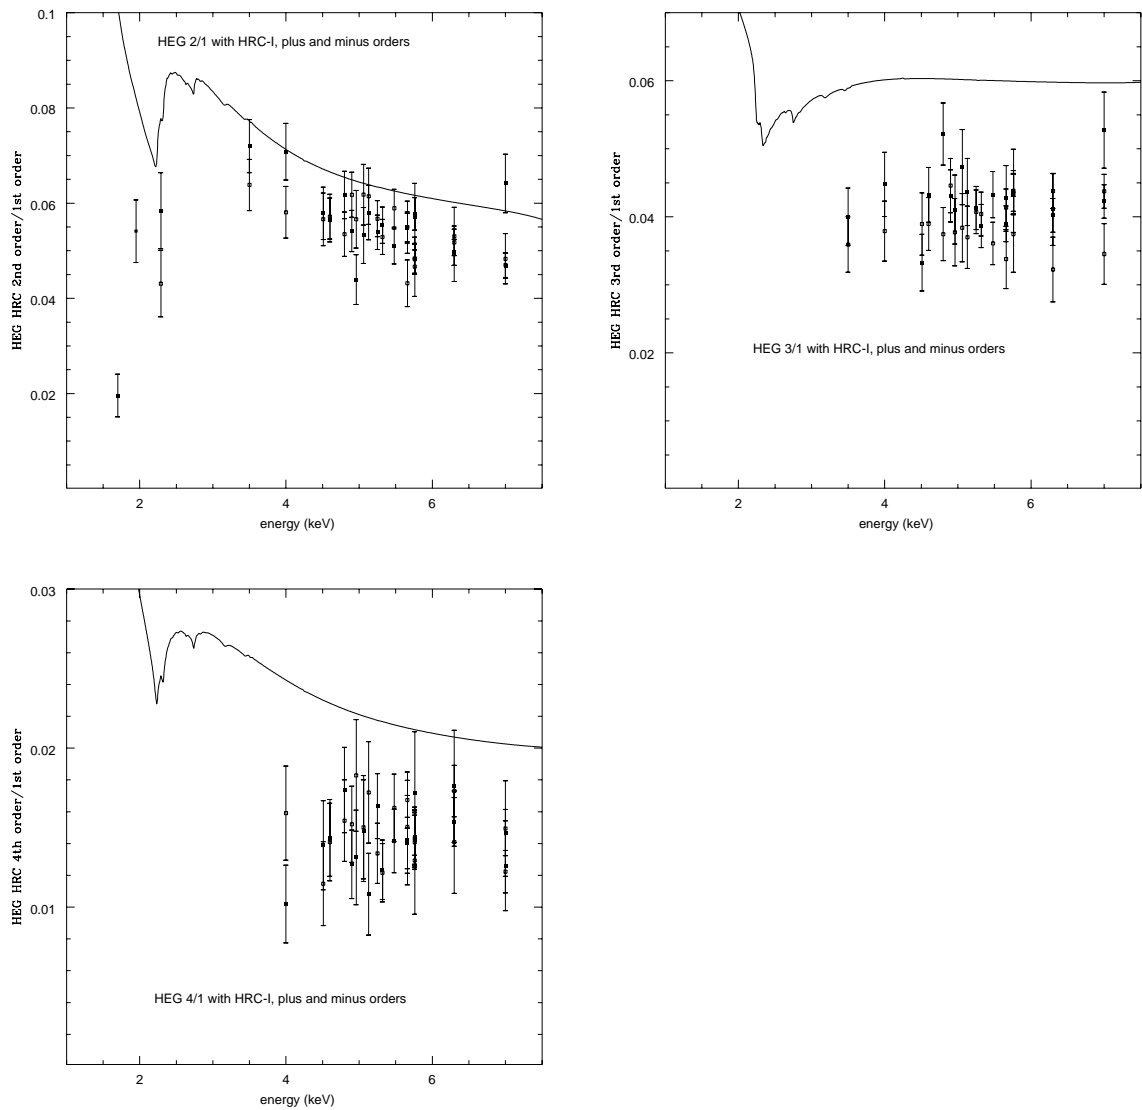 0.1
HEG 2/1 with HRC-I, plus and minus orders
0.08
0.06
0.04
0.02
HEG HRC 2nd order/1st order
2
4
6
energy (keV)
0.06
0.04
0.02
HEG HRC 3rd order/1st order
HEG 3/1 with HRC-I, plus and minus orders
2
4
6
energy (keV)
0.03
0.02
0.01
HEG HRC 4th order/1st order
HEG 4/1 with HRC-I, plus and minus orders
2
4
6
energy (keV)